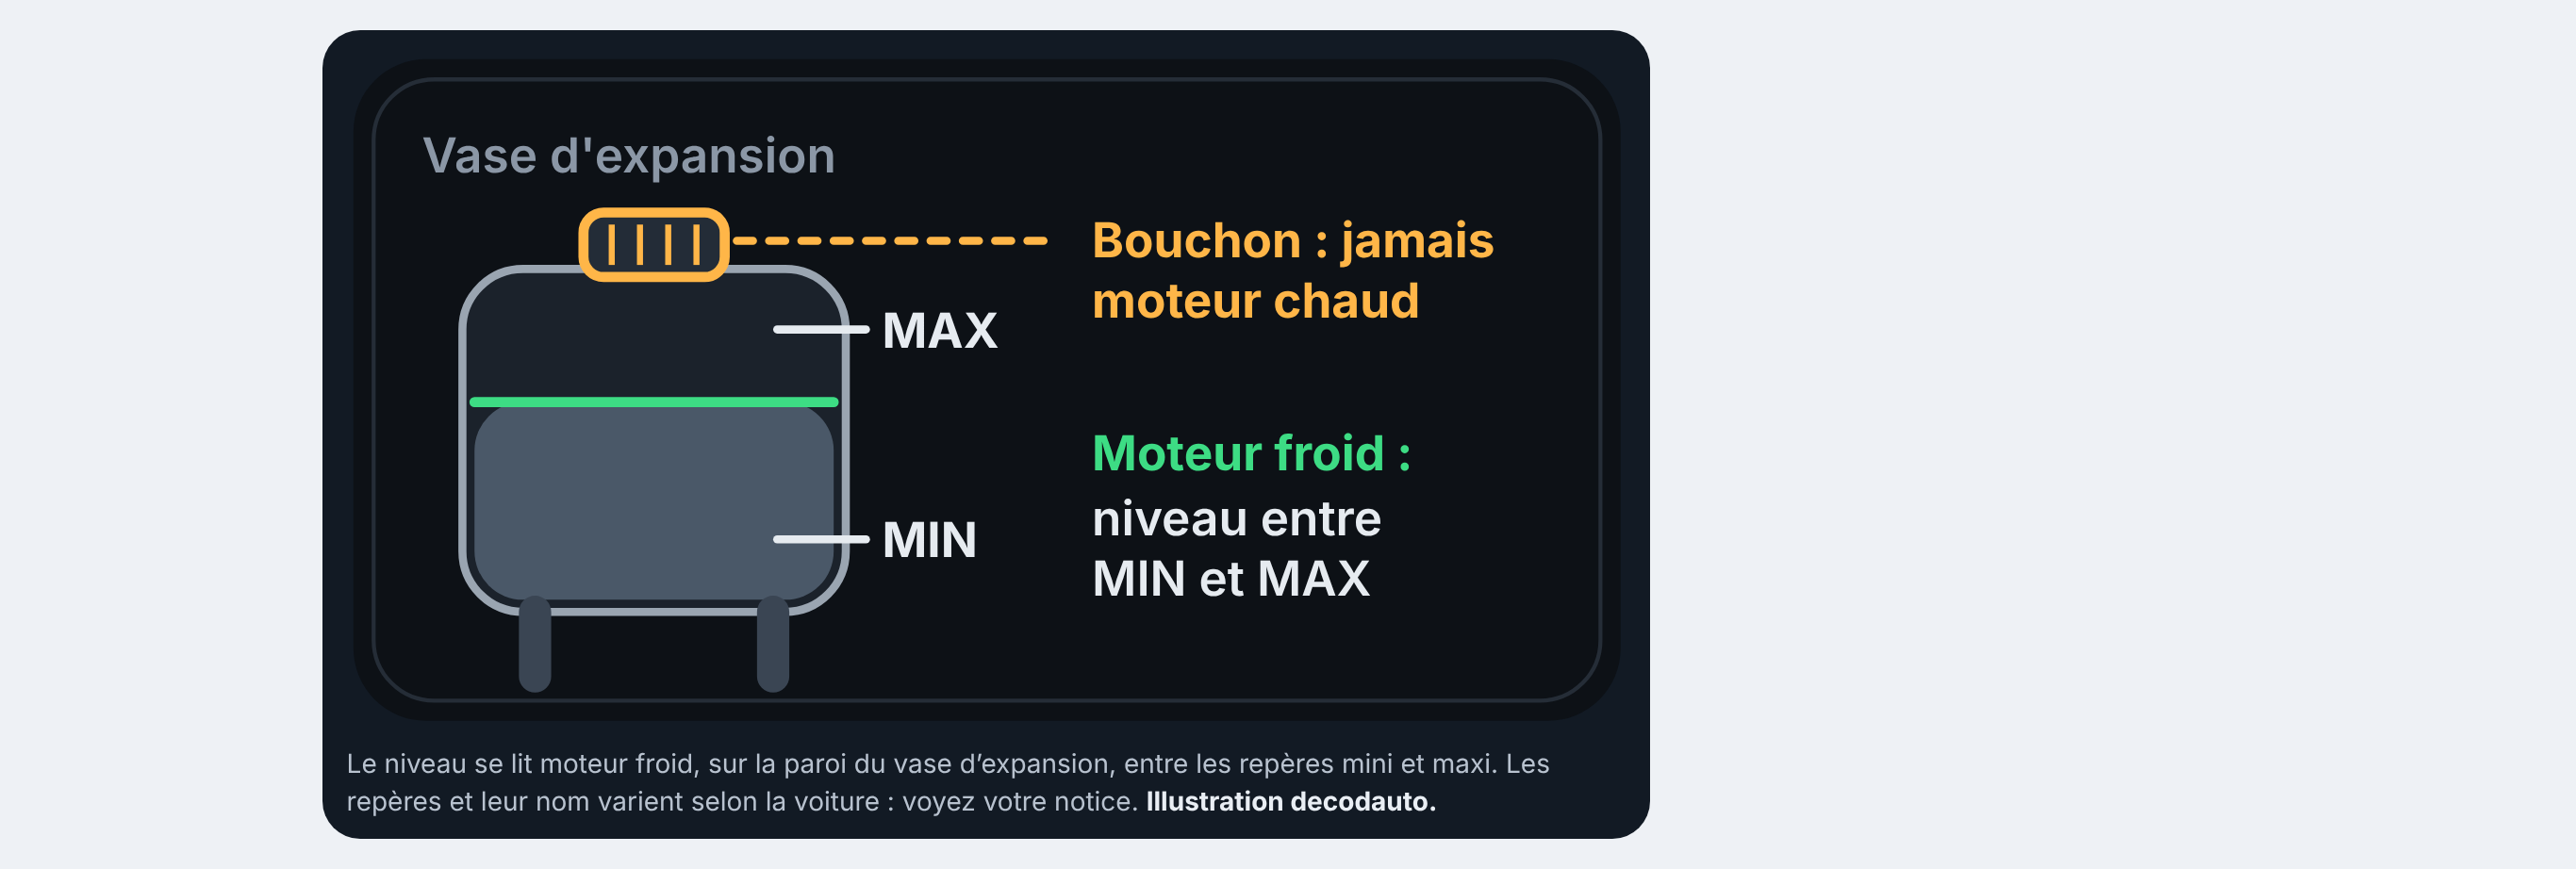 Vase d'expansion
Bouchon : jamais
moteur chaud
MAX
Moteur froid :
niveau entre
MIN et MAX
MIN
Le niveau se lit moteur froid, sur la paroi du vase d’expansion, entre les repères mini et maxi. Les
repères et leur nom varient selon la voiture : voyez votre notice. Illustration decodauto.